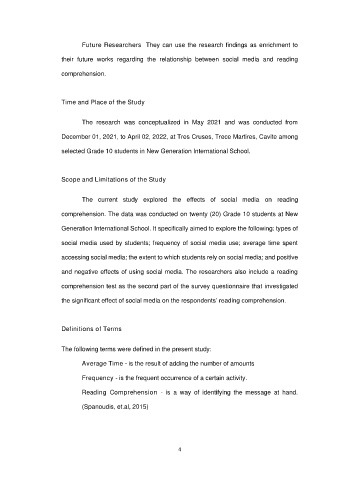 Future Researchers They can use the research findings as enrichment to
their future works regarding the relationship between social media and reading
comprehension.
Time and Place of the Study
The research was conceptualized in May 2021 and was conducted from
December 01, 2021, to April 02, 2022, at Tres Cruses, Trece Martires, Cavite among
selected Grade 10 students in New Generation International School.
Scope and Limitations of the Study
The current study explored the effects of social media on reading
comprehension. The data was conducted on twenty (20) Grade 10 students at New
Generation International School. It specifically aimed to explore the following: types of
social media used by students; frequency of social media use; average time spent
accessing social media; the extent to which students rely on social media; and positive
and negative effects of using social media. The researchers also include a reading
comprehension test as the second part of the survey questionnaire that investigated
the significant effect of social media on the respondents' reading comprehension.
Definitions of Terms
The following terms were defined in the present study:
Average Time - is the result of adding the number of amounts
Frequency - is the frequent occurrence of a certain activity.
Reading Comprehension - is a way of identifying the message at hand.
(Spanoudis, et.al, 2015)